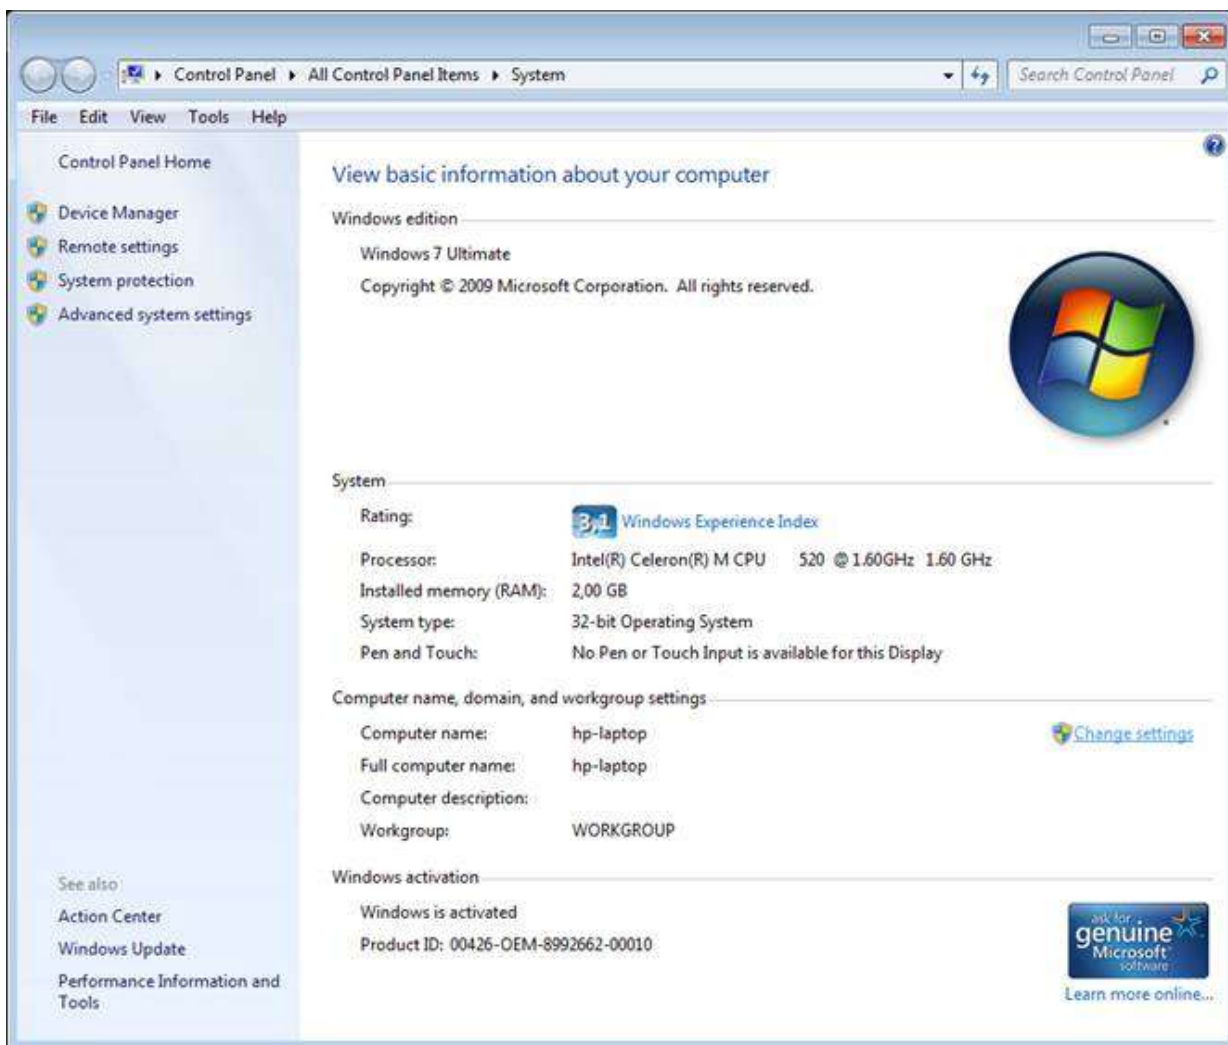 Control Panel ▸ All Control Panel Items ▸ System
Search Control Panel
File Edit View Tools Help
Control Panel Home
Device Manager
Remote settings
System protection
Advanced system settings
See also
Action Center
Windows Update
Performance Information and
Tools
View basic information about your computer
Windows edition
Windows 7 Ultimate
Copyright © 2009 Microsoft Corporation. All rights reserved.
System
Rating: 3,1 Windows Experience Index
Processor: Intel(R) Celeron(R) M CPU 520 @ 1.60GHz 1.60 GHz
Installed memory (RAM): 2,00 GB
System type: 32-bit Operating System
Pen and Touch: No Pen or Touch Input is available for this Display
Computer name, domain, and workgroup settings
Computer name: hp-laptop
Change settings
Full computer name: hp-laptop
Computer description:
Workgroup: WORKGROUP
Windows activation
Windows is activated
Product ID: 00426-OEM-8992662-00010
ask for
genuine
Microsoft
software
Learn more online...